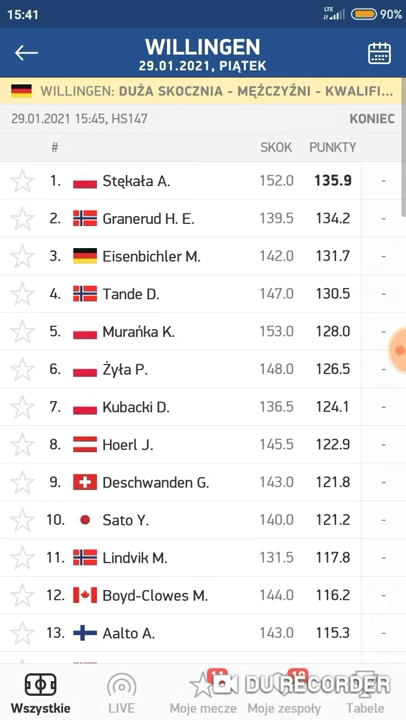 15:41 LTE 90%
WILLINGEN
29.01.2021, PIĄTEK
WILLINGEN: DUŻA SKOCZNIA - MĘŻCZYŹNI - KWALIFI...
29.01.2021 15:45, HS147 KONIEC
# SKOK PUNKTY
1. Stękała A. 152.0 135.9 -
2. Granerud H. E. 139.5 134.2 -
3. Eisenbichler M. 142.0 131.7 -
4. Tande D. 147.0 130.5 -
5. Murańka K. 153.0 128.0 -
6. Żyła P. 148.0 126.5 -
7. Kubacki D. 136.5 124.1 -
8. Hoerl J. 145.5 122.9 -
9. Deschwanden G. 143.0 121.8 -
10. Sato Y. 140.0 121.2 -
11. Lindvik M. 131.5 117.8 -
12. Boyd-Clowes M. 144.0 116.2 -
13. Aalto A. 143.0 115.3 -
DU RECORDER
Wszystkie LIVE Moje mecze Moje zespoły Tabele